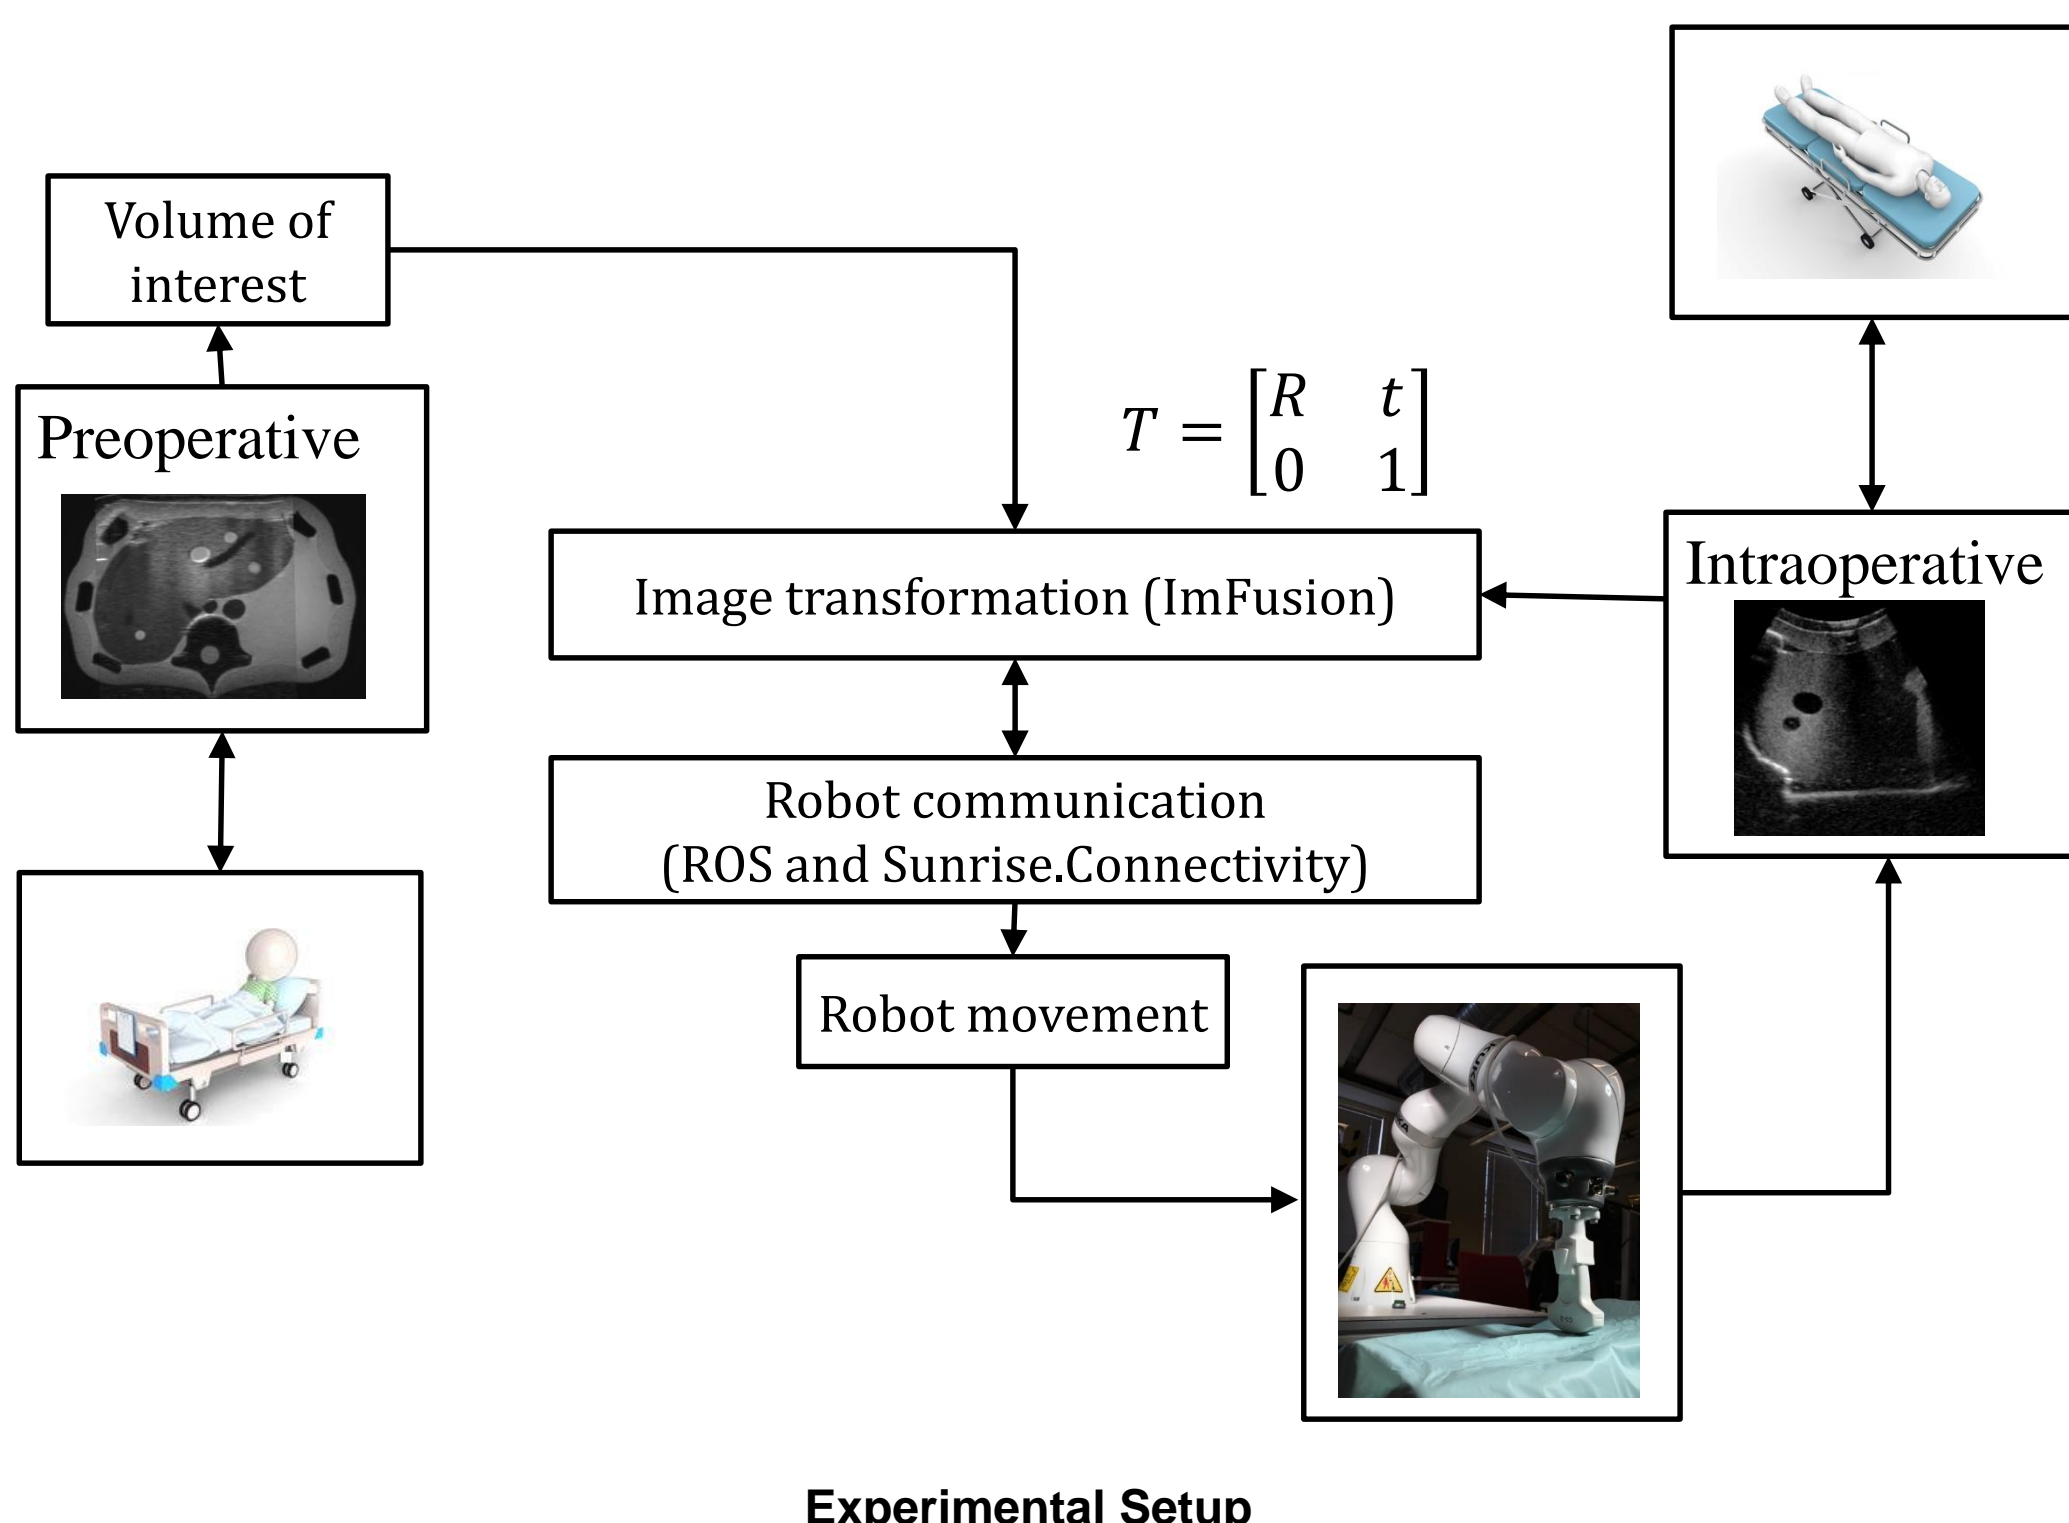 Volume of
interest
Preoperative
T = [R t
0 1]
Image transformation (ImFusion)
Intraoperative
Robot communication
(ROS and Sunrise.Connectivity)
Robot movement
KUKA
Experimental Setup